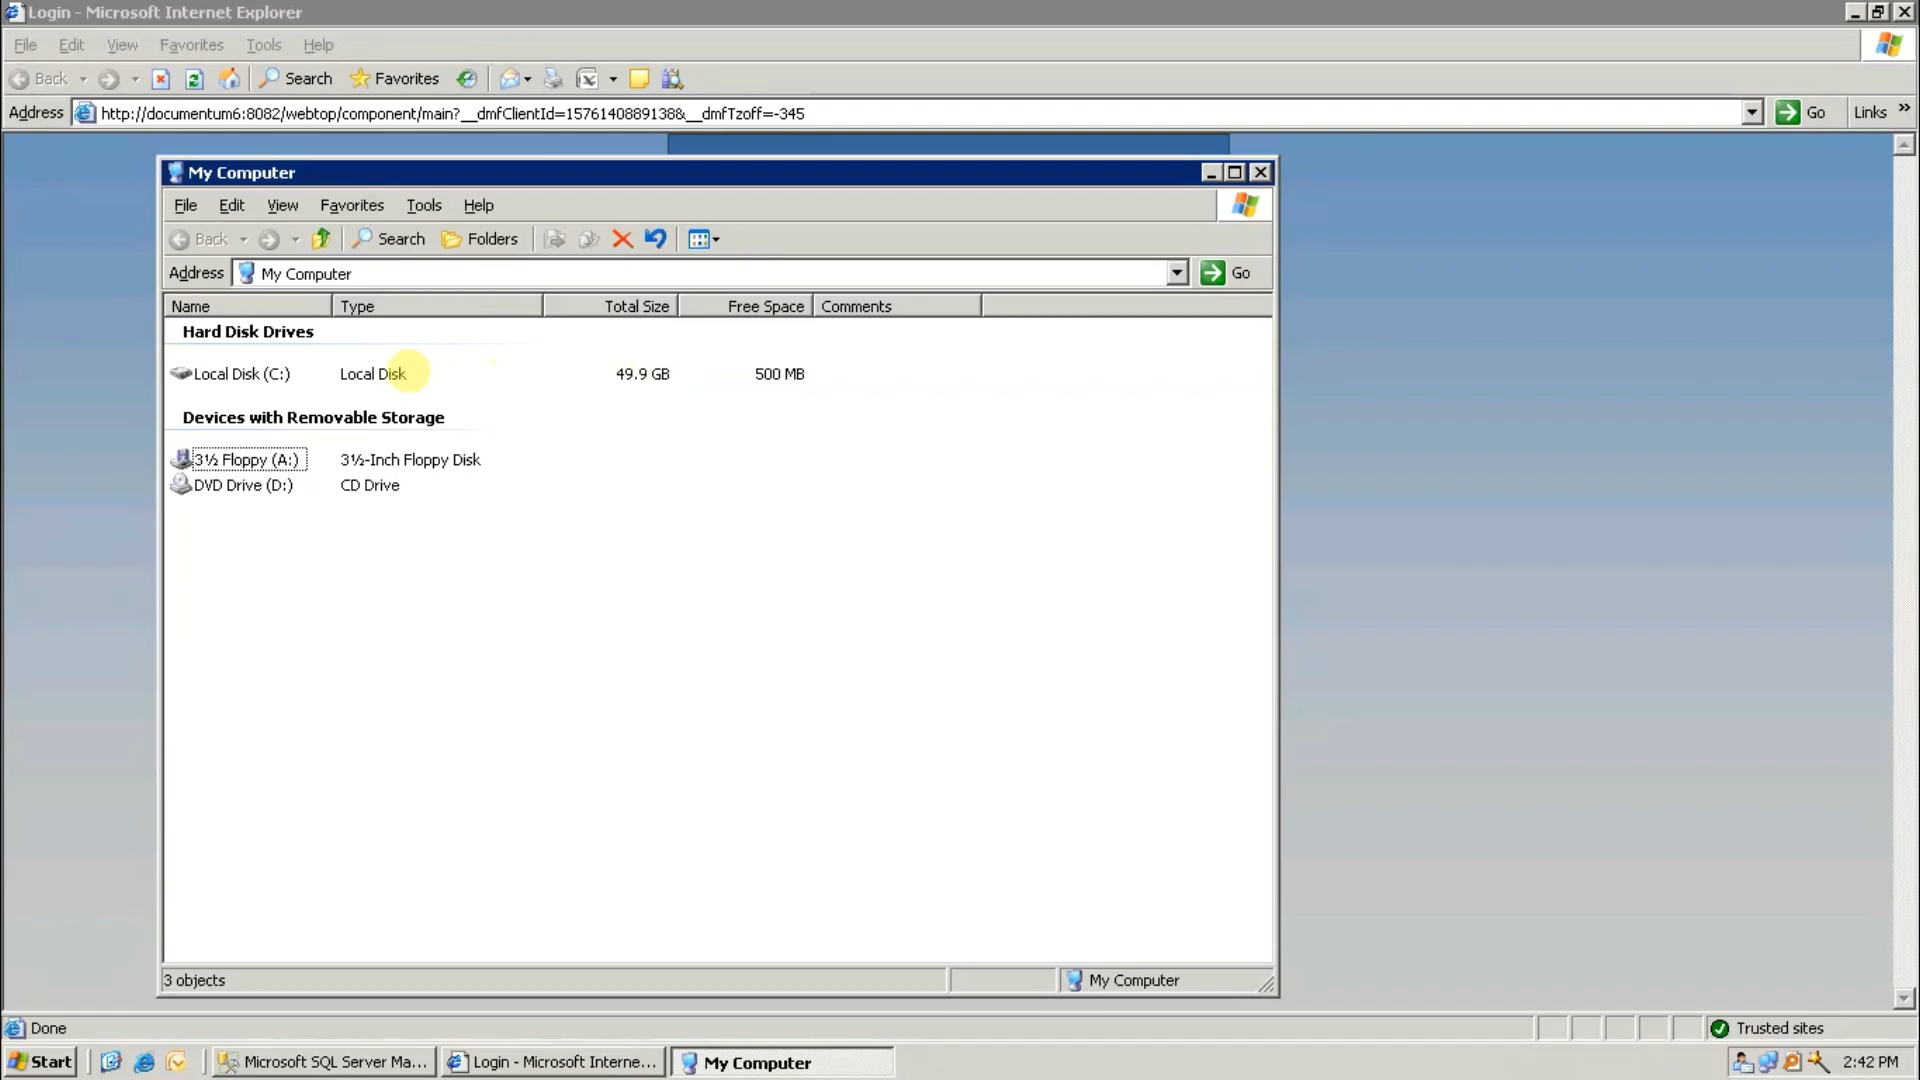 Login - Microsoft Internet Explorer
File Edit View Favorites Tools Help
Back Search Favorites
Address http://documentum6:8082/webtop/component/main?__dmfClientId=1576140889138&__dmfTzoff=-345 Go Links »
My Computer
File Edit View Favorites Tools Help
Back Search Folders
Address My Computer Go
Name Type Total Size Free Space Comments
Hard Disk Drives
Local Disk (C:) Local Disk 49.9 GB 500 MB
Devices with Removable Storage
3½ Floppy (A:) 3½-Inch Floppy Disk
DVD Drive (D:) CD Drive
3 objects My Computer
Done Trusted sites
Start Microsoft SQL Server Ma... Login - Microsoft Interne... My Computer 2:42 PM